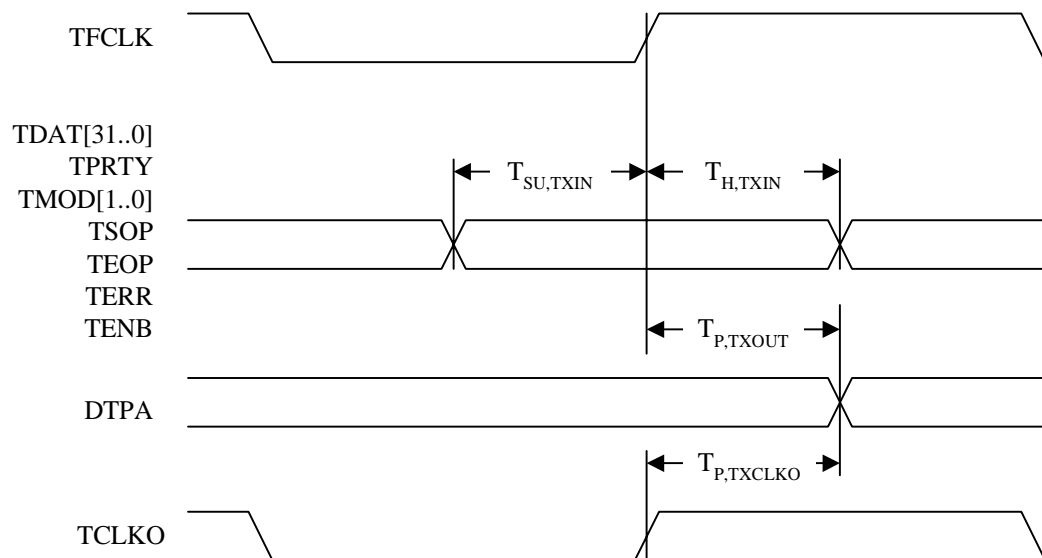 TFCLK
TDAT[31..0]
TPRTY
TMOD[1..0]
TSOP
TEOP
TERR
TENB
T_SU,TXIN
T_H,TXIN
T_P,TXOUT
DTPA
T_P,TXCLKO
TCLKO